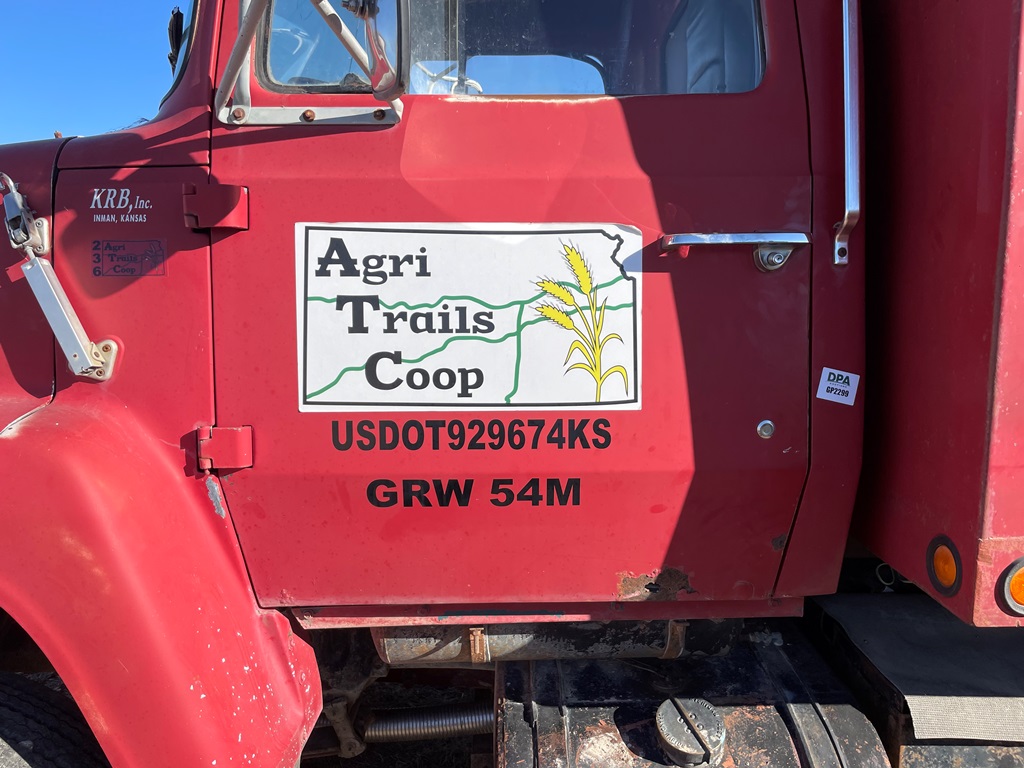 KRB, Inc.
INMAN, KANSAS
2 Agri
3 Trails
6 Coop
Agri
Trails
Coop
USDOT929674KS
GRW 54M
DPA
GP2299